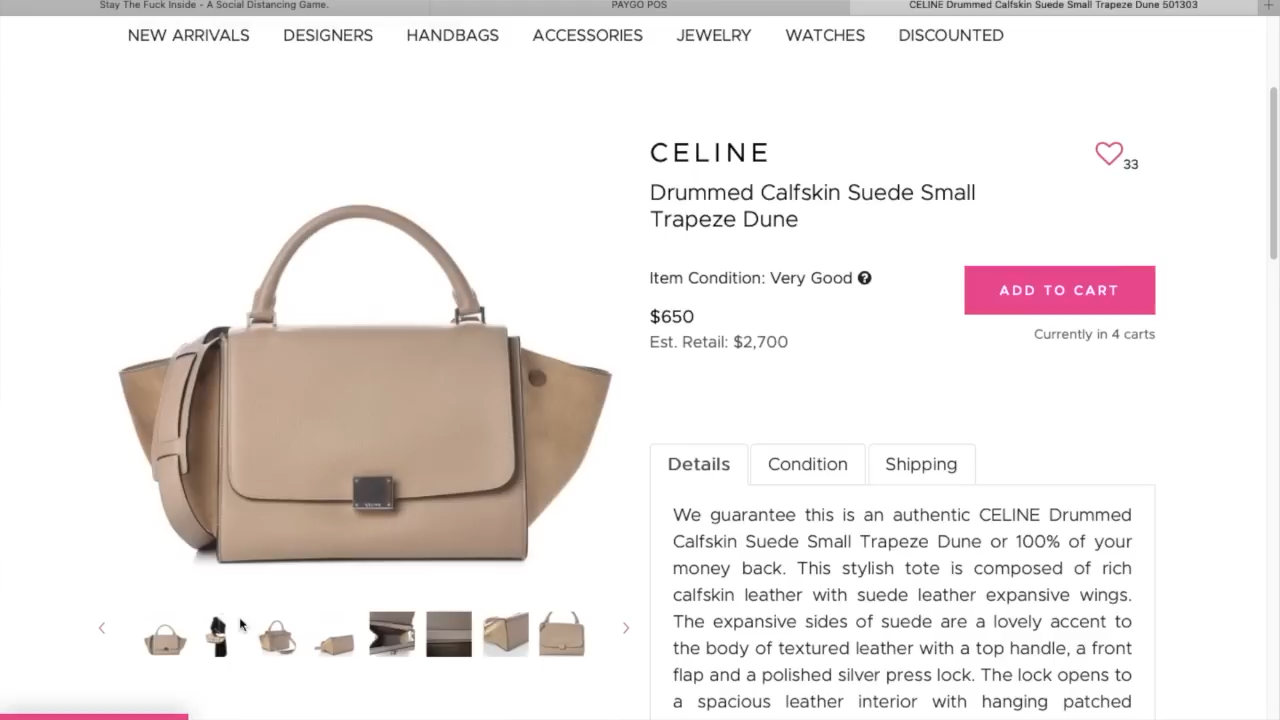 Stay The Fuck Inside - A Social Distancing Game.
PAYGO POS
CELINE Drummed Calfskin Suede Small Trapeze Dune 501303
NEW ARRIVALS DESIGNERS HANDBAGS ACCESSORIES JEWELRY WATCHES DISCOUNTED
CELINE
33
Drummed Calfskin Suede Small
Trapeze Dune
Item Condition: Very Good
ADD TO CART
$650
Currently in 4 carts
Est. Retail: $2,700
Details Condition Shipping
We guarantee this is an authentic CELINE Drummed
Calfskin Suede Small Trapeze Dune or 100% of your
money back. This stylish tote is composed of rich
calfskin leather with suede leather expansive wings.
The expansive sides of suede are a lovely accent to
the body of textured leather with a top handle, a front
flap and a polished silver press lock. The lock opens to
a spacious leather interior with hanging patched